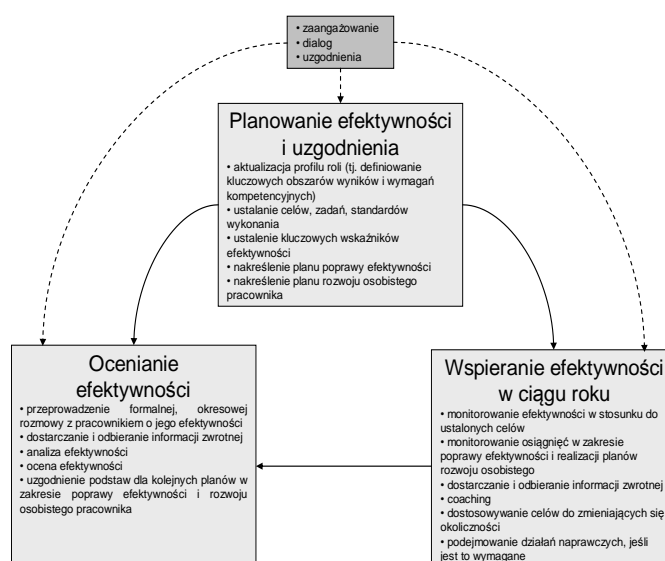 • zaangażowanie
• dialog
• uzgodnienia
Planowanie efektywności
i uzgodnienia
• aktualizacja profilu roli (tj. definiowanie
kluczowych obszarów wyników i wymagań
kompetencyjnych)
• ustalanie celów, zadań, standardów
wykonania
• ustalenie kluczowych wskaźników
efektywności
• nakreślenie planu poprawy efektywności
• nakreślenie planu rozwoju osobistego
pracownika
Ocenianie
efektywności
• przeprowadzenie formalnej, okresowej
rozmowy z pracownikiem o jego efektywności
• dostarczanie i odbieranie informacji zwrotnej
• analiza efektywności
• ocena efektywności
• uzgodnienie podstaw dla kolejnych planów w
zakresie poprawy efektywności i rozwoju
osobistego pracownika
Wspieranie efektywności
w ciągu roku
• monitorowanie efektywności w stosunku do
ustalonych celów
• monitorowanie osiągnięć w zakresie
poprawy efektywności i realizacji planów
rozwoju osobistego
• dostarczanie i odbieranie informacji zwrotnej
• coaching
• dostosowywanie celów do zmieniających się
okoliczności
• podejmowanie działań naprawczych, jeśli
jest to wymagane